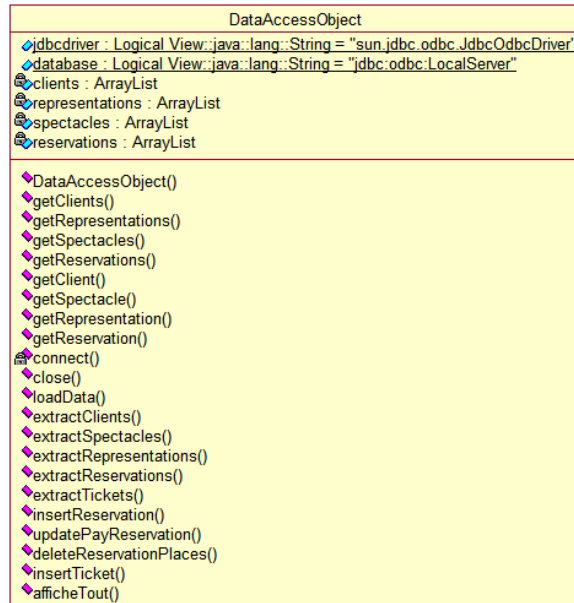 DataAccessObject
jdbcdriver : Logical View::java::lang::String = "sun.jdbc.odbc.JdbcOdbcDriver"
database : Logical View::java::lang::String = "jdbc:odbc:LocalServer"
clients : ArrayList
representations : ArrayList
spectacles : ArrayList
reservations : ArrayList
DataAccessObject()
getClients()
getRepresentations()
getSpectacles()
getReservations()
getClient()
getSpectacle()
getRepresentation()
getReservation()
connect()
close()
loadData()
extractClients()
extractSpectacles()
extractRepresentations()
extractReservations()
extractTickets()
insertReservation()
updatePayReservation()
deleteReservationPlaces()
insertTicket()
afficheTout()